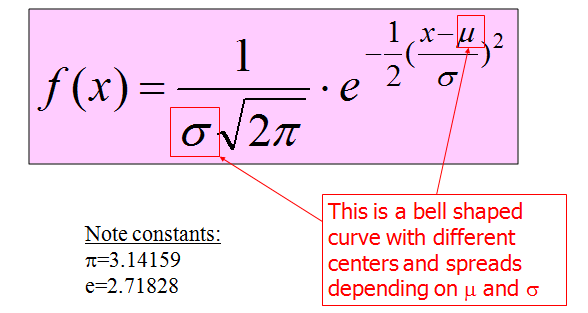 f(x) = 1/(σ√(2π)) · e^(-1/2((x-μ)/σ)^2)
This is a bell shaped
curve with different
centers and spreads
depending on μ and σ
Note constants:
π=3.14159
e=2.71828